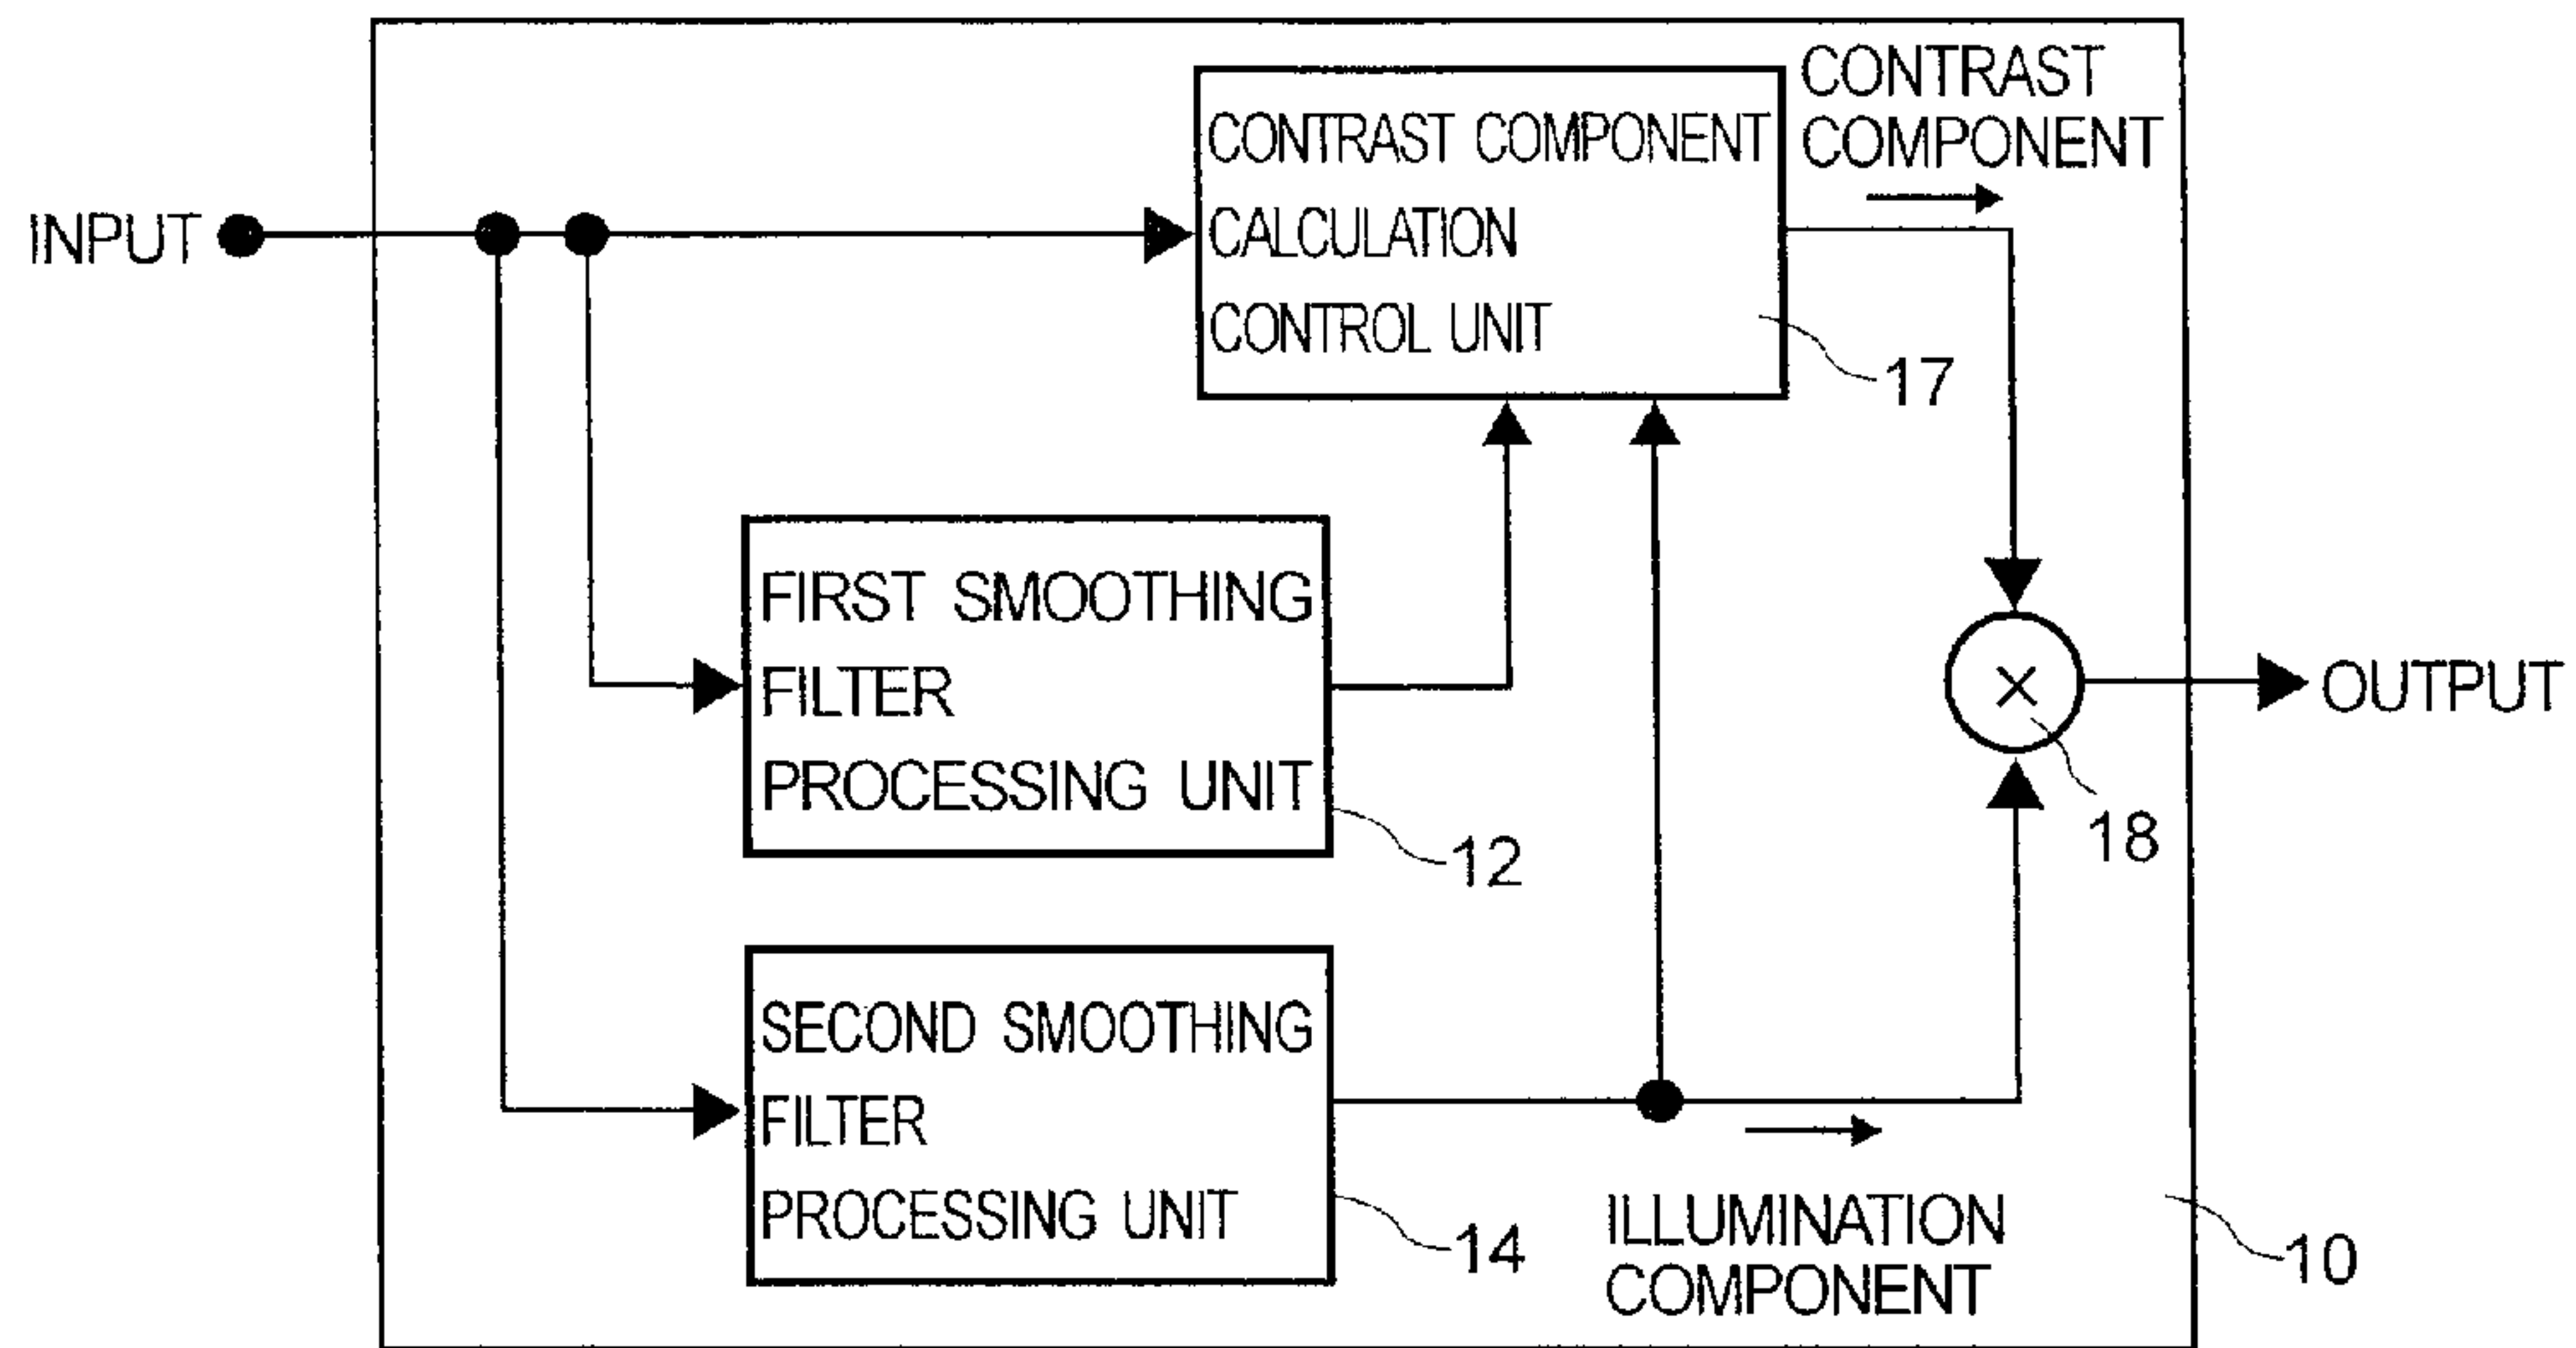 CONTRAST
COMPONENT
CONTRAST COMPONENT
CALCULATION
CONTROL UNIT
INPUT
17
FIRST SMOOTHING
FILTER
PROCESSING UNIT
12
×
OUTPUT
18
SECOND SMOOTHING
FILTER
PROCESSING UNIT
14
ILLUMINATION
COMPONENT
10